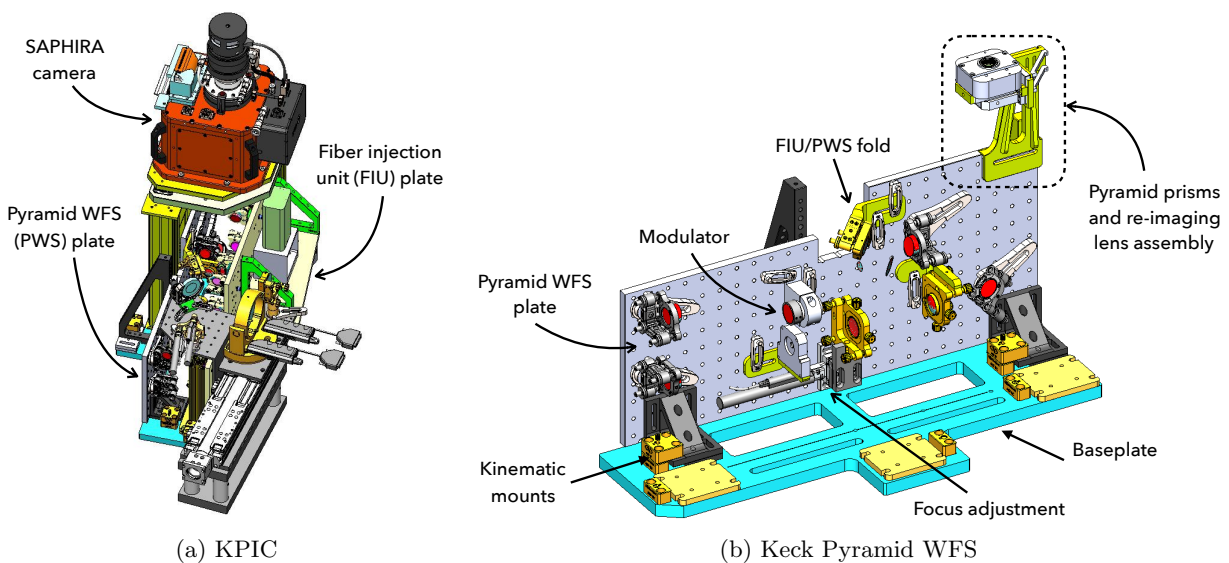 SAPHIRA
camera
Fiber injection
unit (FIU) plate
Pyramid WFS
(PWS) plate
(a) KPIC
FIU/PWS fold
Modulator
Pyramid WFS
plate
Pyramid prisms
and re-imaging
lens assembly
Kinematic
mounts
Baseplate
Focus adjustment
(b) Keck Pyramid WFS